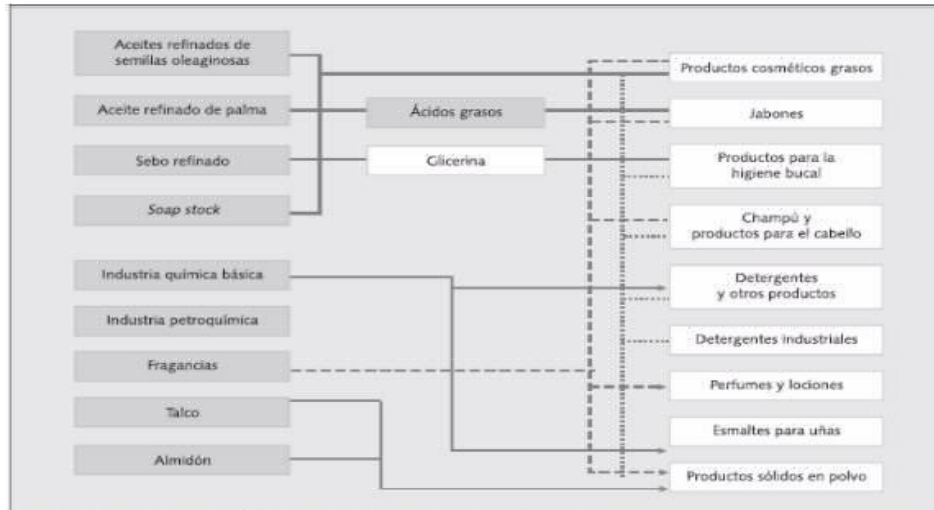 Aceites refinados de
semillas oleaginosas
Aceite refinado de palma
Sebo refinado
Soap stock
Industria química básica
Industria petroquímica
Fragancias
Talco
Almidón
Ácidos grasos
Glicerina
Productos cosméticos grasos
Jabones
Productos para la
higiene bucal
Champú y
productos para el cabello
Detergentes
y otros productos
Detergentes industriales
Perfumes y lociones
Esmaltes para uñas
Productos sólidos en polvo